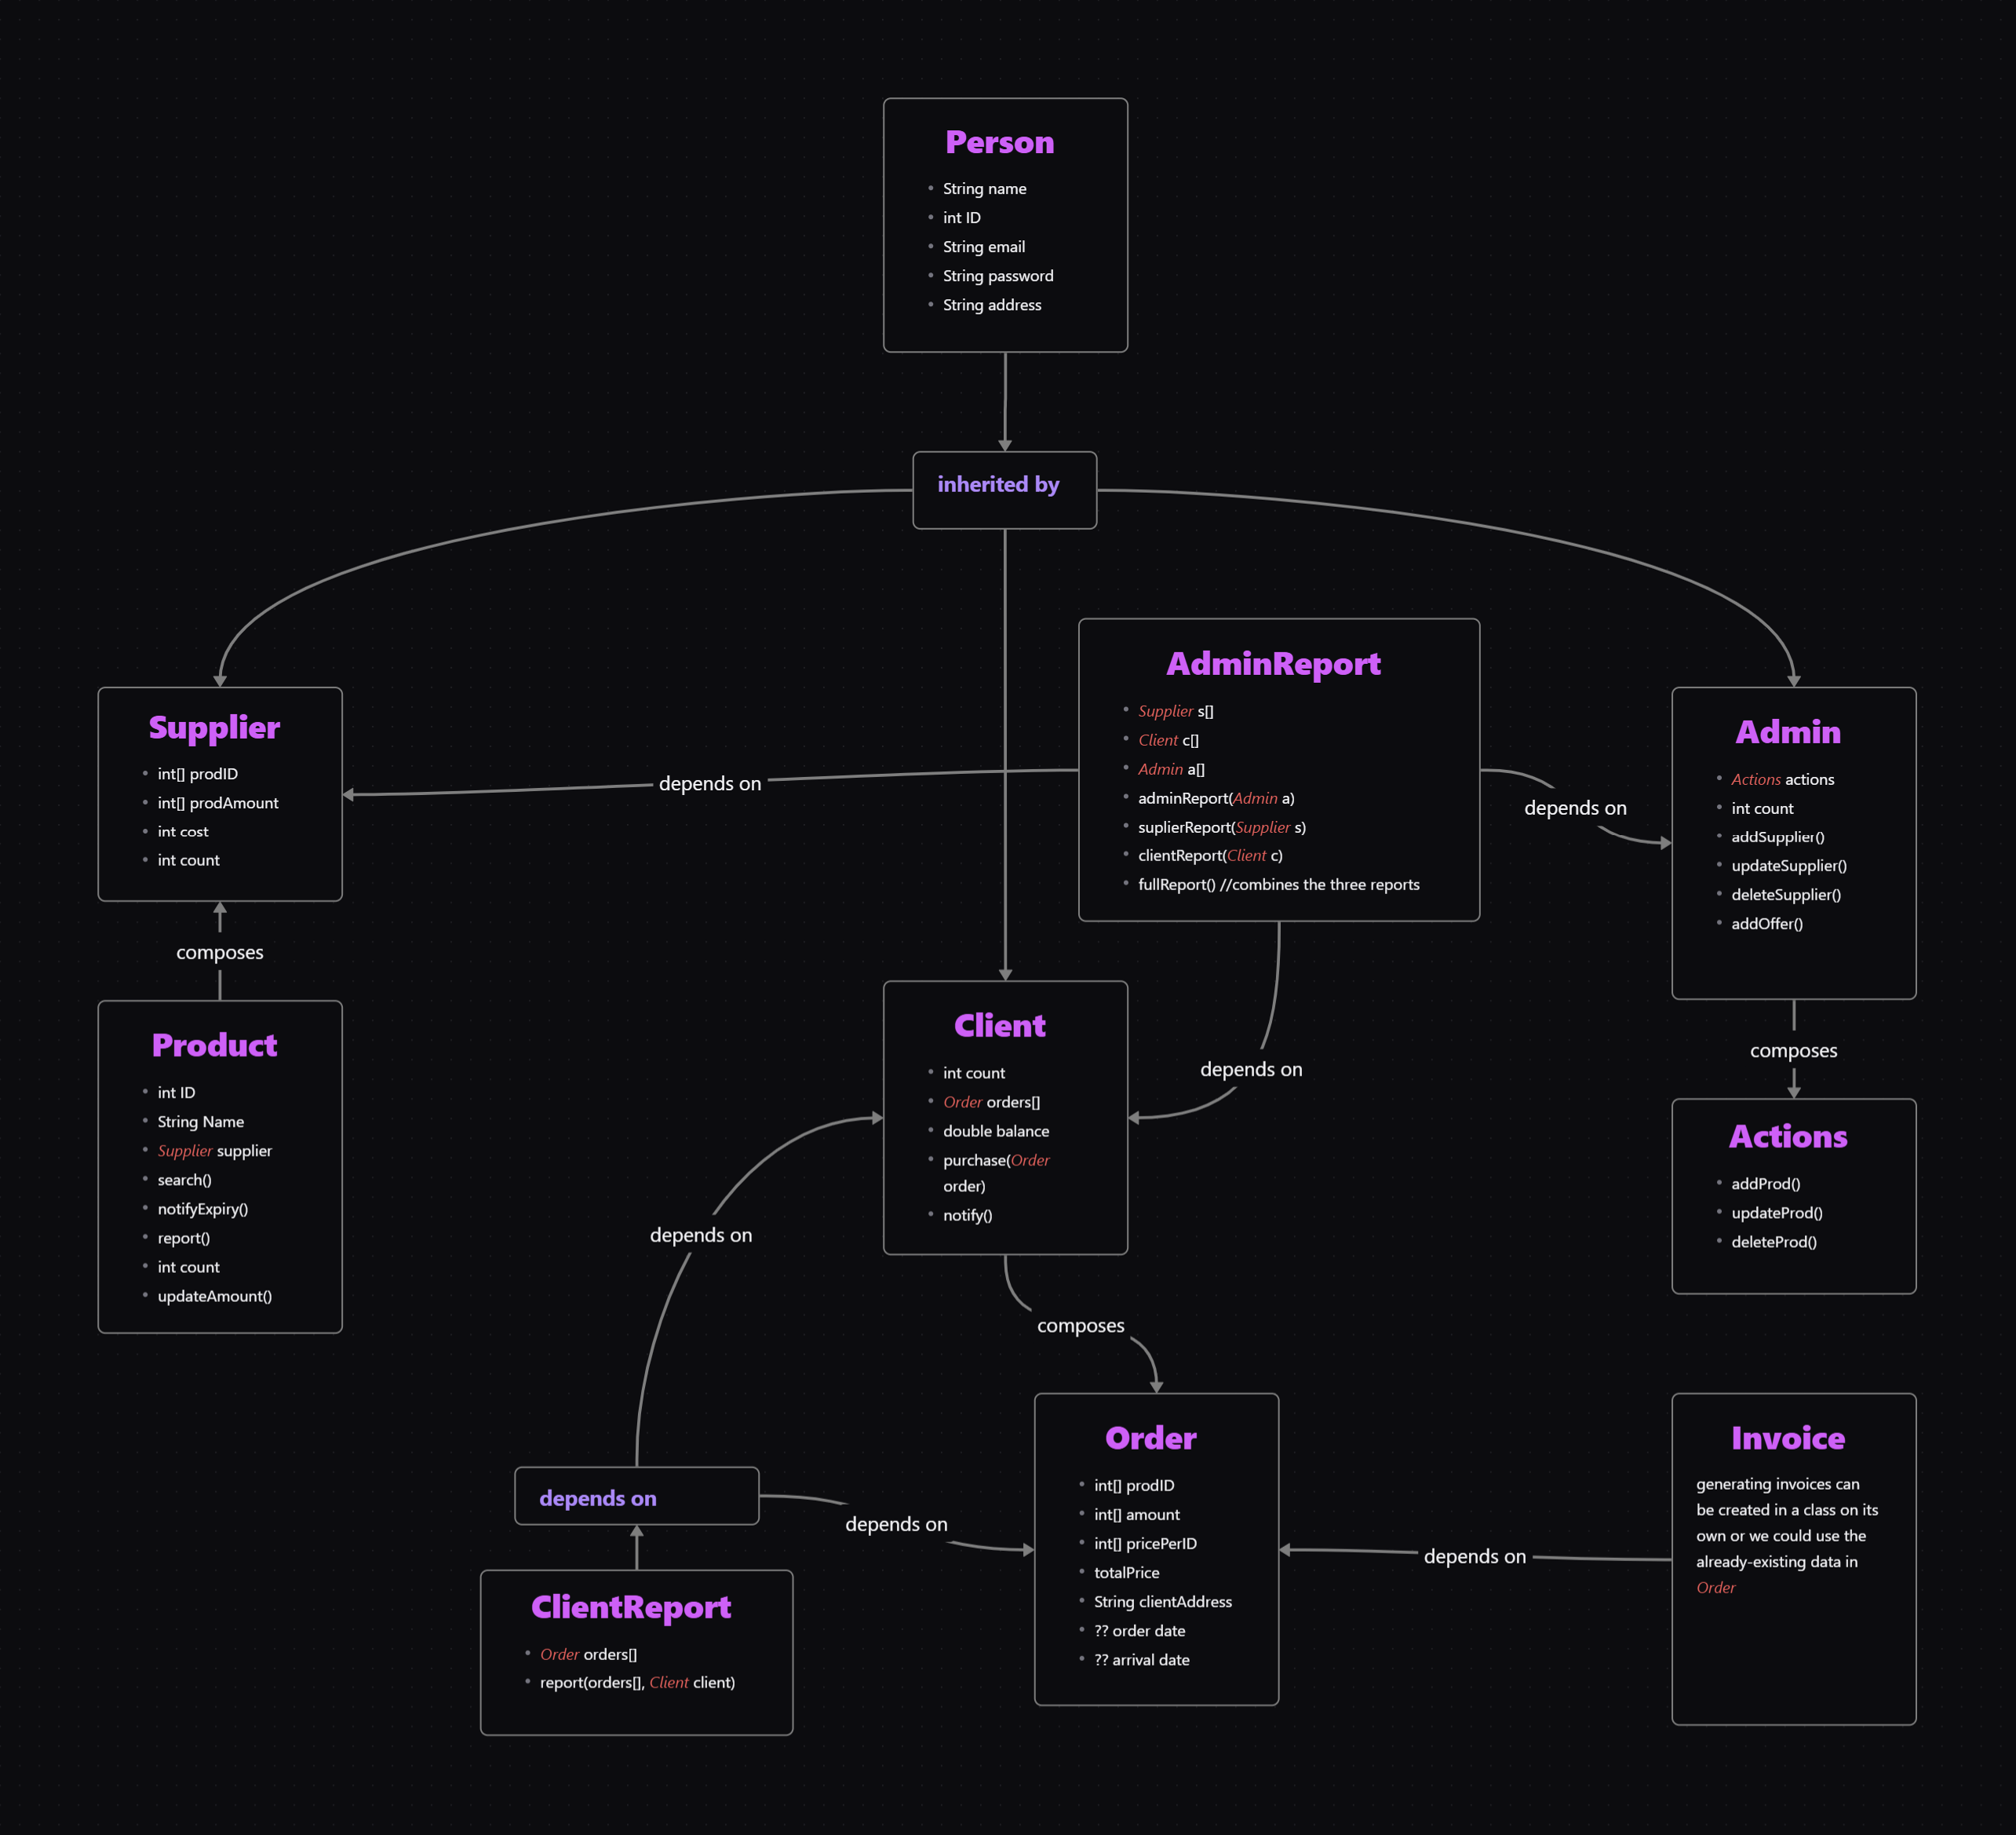 Person
String name
int ID
String email
String password
String address
inherited by
AdminReport
Supplier s[]
Client c[]
Admin a[]
adminReport(Admin a)
suplierReport(Supplier s)
clientReport(Client c)
fullReport() //combines the three reports
Supplier
int[] prodID
int[] prodAmount
int cost
int count
depends on
depends on
Admin
Actions actions
int count
addSupplier()
updateSupplier()
deleteSupplier()
addOffer()
composes
Product
int ID
String Name
Supplier supplier
search()
notifyExpiry()
report()
int count
updateAmount()
Client
int count
Order orders[]
double balance
purchase(Order
order)
notify()
depends on
composes
Actions
addProd()
updateProd()
deleteProd()
depends on
composes
Order
int[] prodID
int[] amount
int[] pricePerID
totalPrice
String clientAddress
?? order date
?? arrival date
depends on
depends on
ClientReport
Order orders[]
report(orders[], Client client)
depends on
Invoice
generating invoices can
be created in a class on its
own or we could use the
already-existing data in
Order